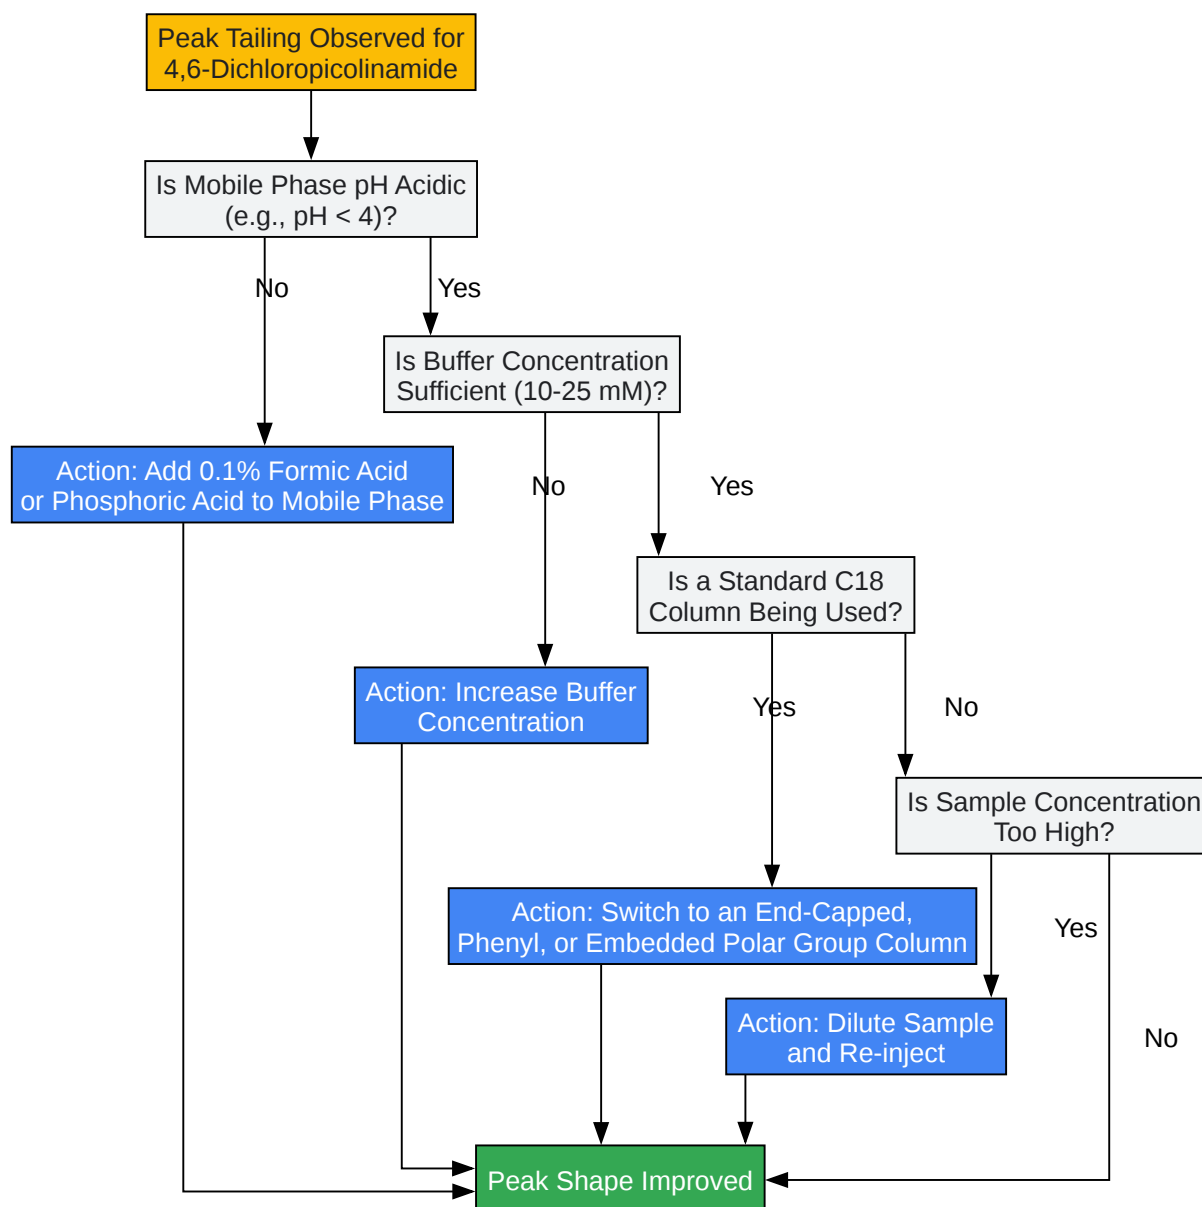 Peak Tailing Observed for
4,6-Dichloropicolinamide
Is Mobile Phase pH Acidic
(e.g., pH < 4)?
No
Yes
Is Buffer Concentration
Sufficient (10-25 mM)?
Action: Add 0.1% Formic Acid
or Phosphoric Acid to Mobile Phase
No
Yes
Is a Standard C18
Column Being Used?
Action: Increase Buffer
Concentration
Yes
No
Is Sample Concentration
Too High?
Action: Switch to an End-Capped,
Phenyl, or Embedded Polar Group Column
Yes
Action: Dilute Sample
and Re-inject
No
Peak Shape Improved